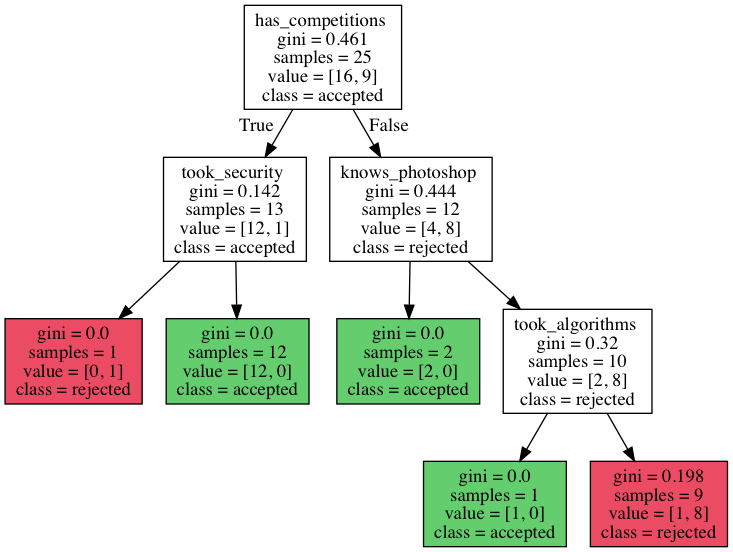 has_competitions
gini = 0.461
samples = 25
value = [16, 9]
class = accepted
True
False
took_security
gini = 0.142
samples = 13
value = [12, 1]
class = accepted
knows_photoshop
gini = 0.444
samples = 12
value = [4, 8]
class = rejected
gini = 0.0
samples = 1
value = [0, 1]
class = rejected
gini = 0.0
samples = 12
value = [12, 0]
class = accepted
gini = 0.0
samples = 2
value = [2, 0]
class = accepted
took_algorithms
gini = 0.32
samples = 10
value = [2, 8]
class = rejected
gini = 0.0
samples = 1
value = [1, 0]
class = accepted
gini = 0.198
samples = 9
value = [1, 8]
class = rejected